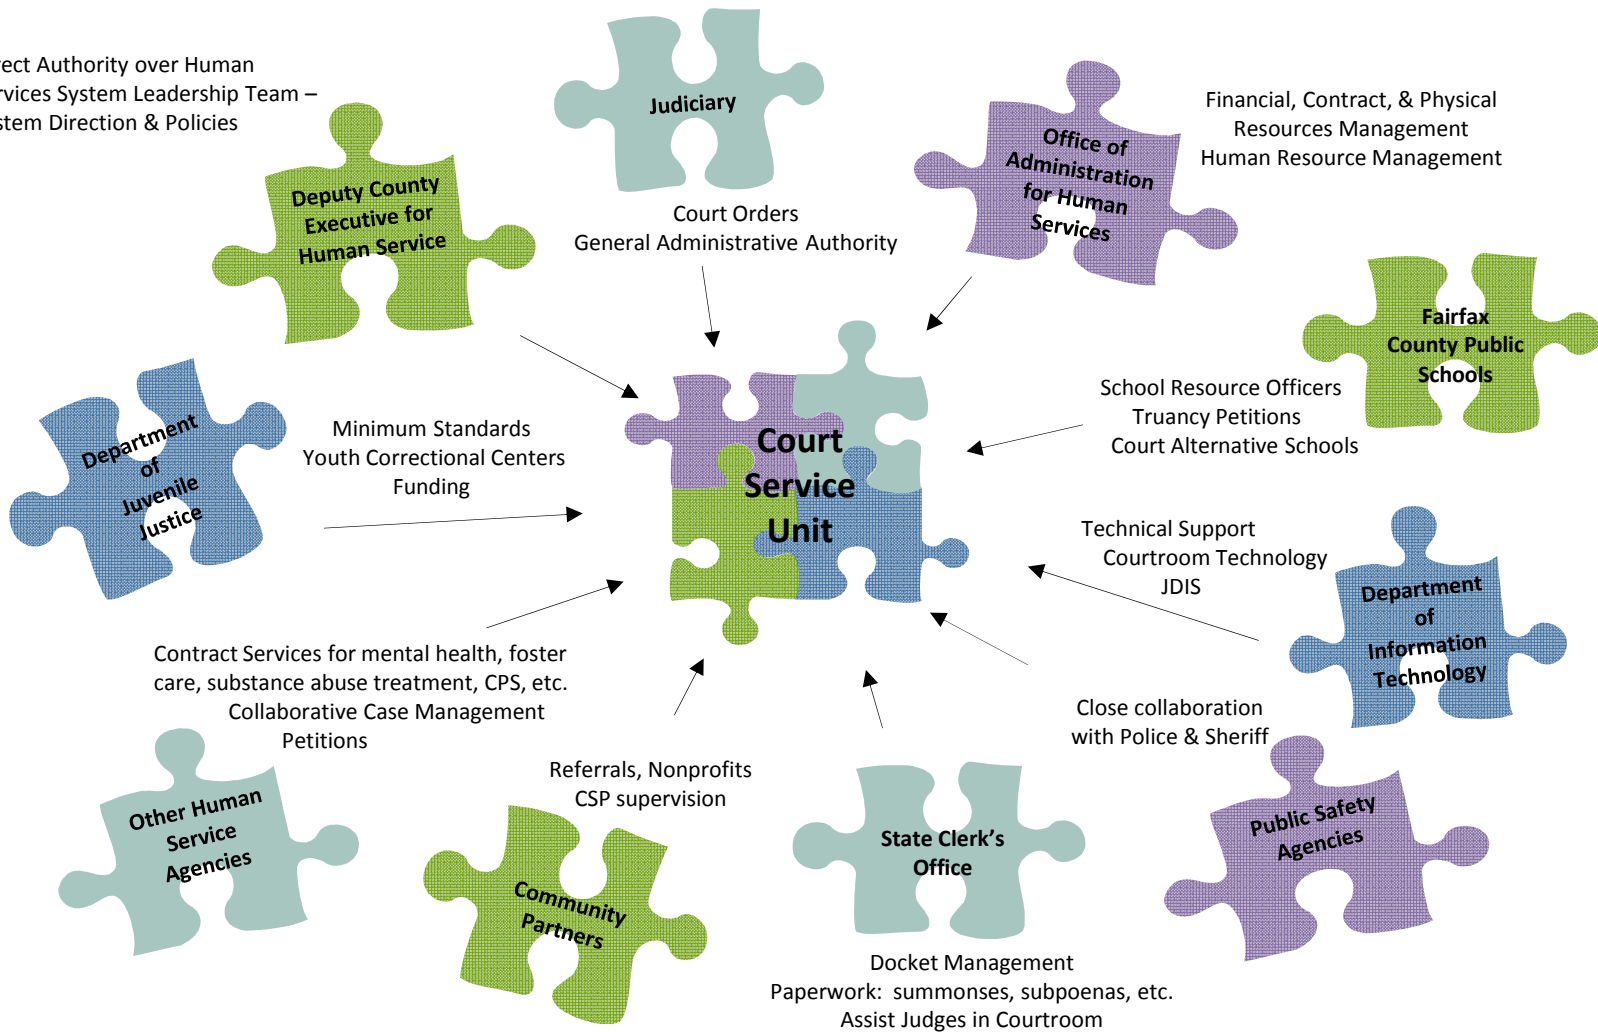 rect Authority over Human
rvices System Leadership Team –
stem Direction & Policies
Deputy County
Executive for
Human Service
Judiciary
Court Orders
General Administrative Authority
Office of
Administration
for Human
Services
Financial, Contract, & Physical
Resources Management
Human Resource Management
Fairfax
County Public
Schools
School Resource Officers
Truancy Petitions
Court Alternative Schools
Department
of
Juvenile
Justice
Minimum Standards
Youth Correctional Centers
Funding
Court
Service
Unit
Technical Support
Courtroom Technology
JDIS
Department
of
Information
Technology
Contract Services for mental health, foster
care, substance abuse treatment, CPS, etc.
Collaborative Case Management
Petitions
Other Human
Service
Agencies
Referrals, Nonprofits
CSP supervision
Community
Partners
State Clerk’s
Office
Docket Management
Paperwork: summonses, subpoenas, etc.
Assist Judges in Courtroom
Close collaboration
with Police & Sheriff
Public Safety
Agencies